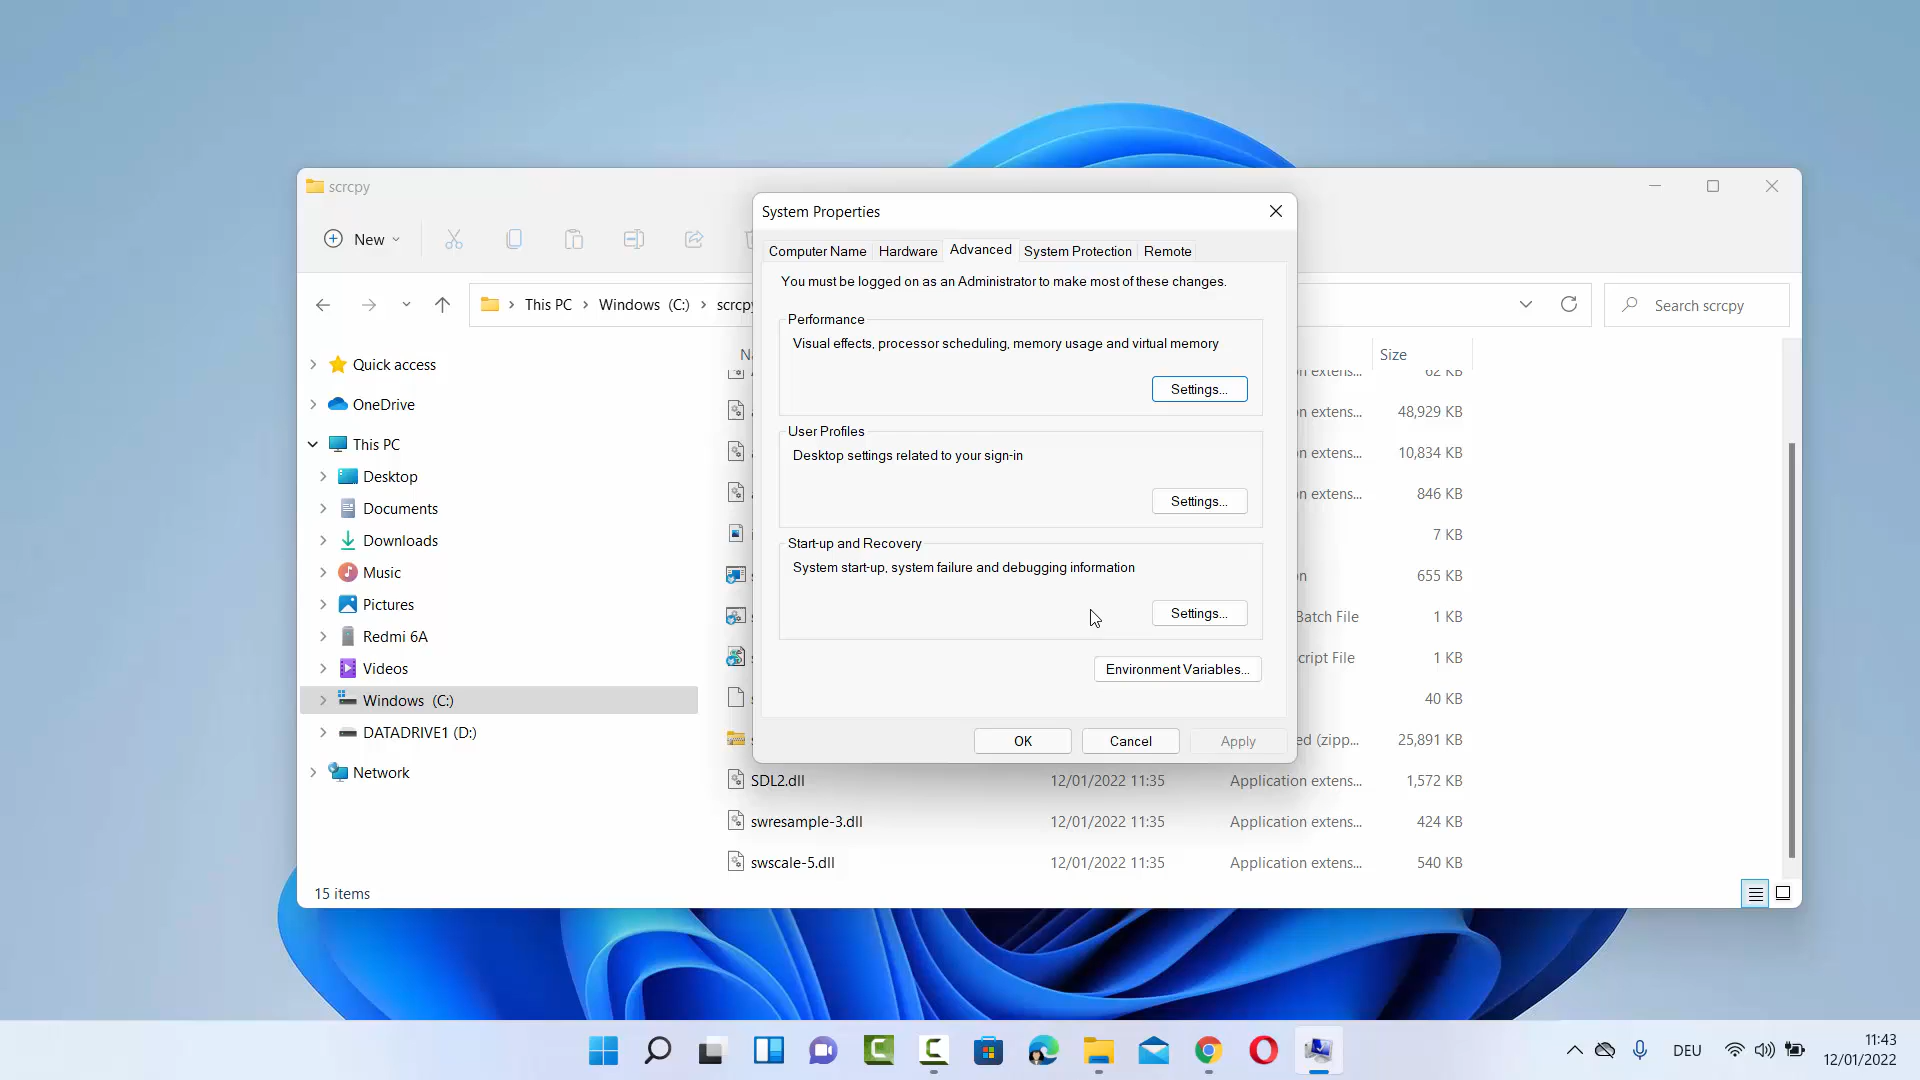 scrcpy
New
This PC
Windows (C:)
scrcpy
Search scrcpy
System Properties
Computer Name
Hardware
Advanced
System Protection
Remote
You must be logged on as an Administrator to make most of these changes.
Performance
Visual effects, processor scheduling, memory usage and virtual memory
Settings...
User Profiles
Desktop settings related to your sign-in
Settings...
Start-up and Recovery
System start-up, system failure and debugging information
Settings...
Environment Variables...
OK
Cancel
Apply
Quick access
OneDrive
This PC
Desktop
Documents
Downloads
Music
Pictures
Redmi 6A
Videos
Windows (C:)
DATADRIVE1 (D:)
Network
Size
62 KB
48,929 KB
10,834 KB
846 KB
7 KB
655 KB
Batch File 1 KB
1 KB
40 KB
25,891 KB
SDL2.dll 12/01/2022 11:35 Application extens... 1,572 KB
swresample-3.dll 12/01/2022 11:35 Application extens... 424 KB
swscale-5.dll 12/01/2022 11:35 Application extens... 540 KB
15 items
DEU
11:43
12/01/2022